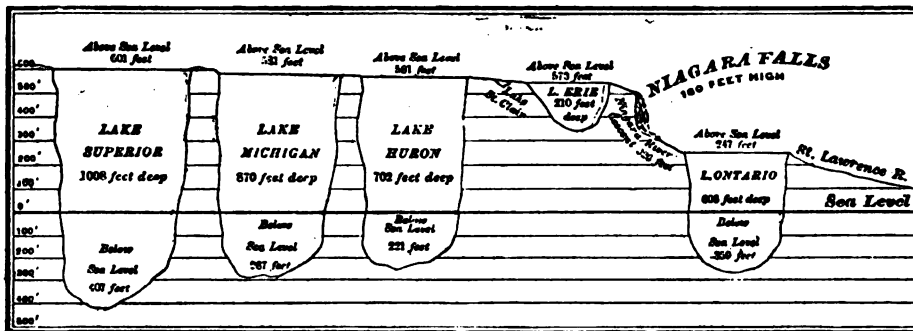 Above Sea Level
601 feet
Above Sea Level
581 feet
Above Sea Level
581 feet
Above Sea Level
573 feet
NIAGARA FALLS
160 FEET HIGH
600'
500'
400'
300'
200'
100'
0'
100'
200'
300'
400'
500'
LAKE
SUPERIOR
1008 feet deep
LAKE
MICHIGAN
870 feet deep
LAKE
HURON
702 feet deep
Lake
St. Clair
L. ERIE
210 feet
deep
Niagara River
Above Sea Level
247 feet
St. Lawrence R.
L. ONTARIO
603 feet deep
Sea Level
Below
Sea Level
407 feet
Below
Sea Level
Below
Sea Level
221 feet
Below
Sea Level
feet